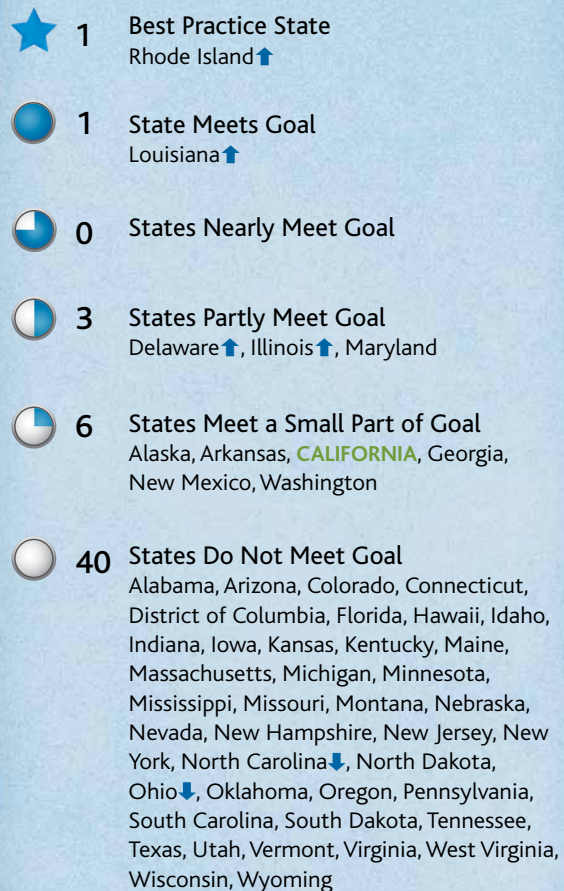 1 Best Practice State
Rhode Island⬆
1 State Meets Goal
Louisiana⬆
0 States Nearly Meet Goal
3 States Partly Meet Goal
Delaware⬆, Illinois⬆, Maryland
6 States Meet a Small Part of Goal
Alaska, Arkansas, CALIFORNIA, Georgia,
New Mexico, Washington
40 States Do Not Meet Goal
Alabama, Arizona, Colorado, Connecticut,
District of Columbia, Florida, Hawaii, Idaho,
Indiana, Iowa, Kansas, Kentucky, Maine,
Massachusetts, Michigan, Minnesota,
Mississippi, Missouri, Montana, Nebraska,
Nevada, New Hampshire, New Jersey, New
York, North Carolina⬇, North Dakota,
Ohio⬇, Oklahoma, Oregon, Pennsylvania,
South Carolina, South Dakota, Tennessee,
Texas, Utah, Vermont, Virginia, West Virginia,
Wisconsin, Wyoming